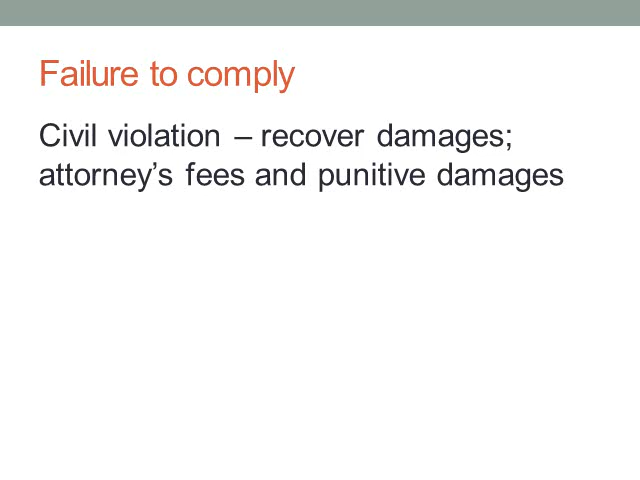 Failure to comply
Civil violation – recover damages;
attorney’s fees and punitive damages